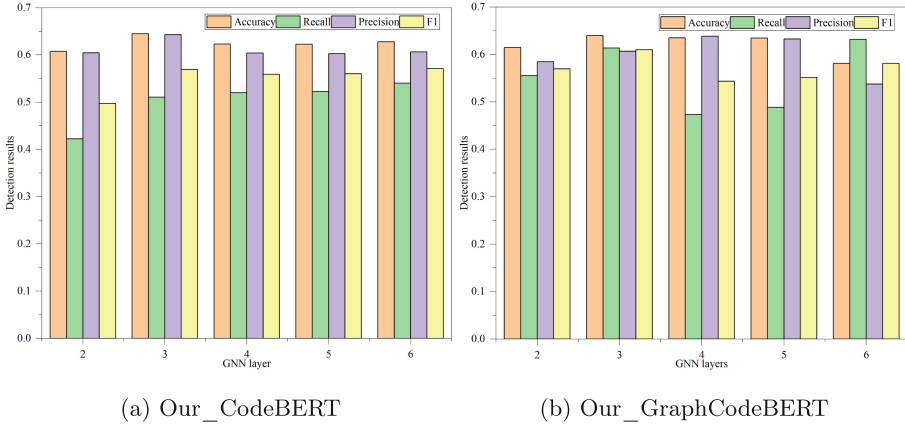 Accuracy Recall Precision F1
0.7
0.6
0.5
0.4
0.3
0.2
0.1
0.0
Detection results
2 3 4 5 6
GNN layer
(a) Our_CodeBERT
Accuracy Recall Precision F1
0.7
0.6
0.5
0.4
0.3
0.2
0.1
0.0
Detection results
2 3 4 5 6
GNN layers
(b) Our_GraphCodeBERT